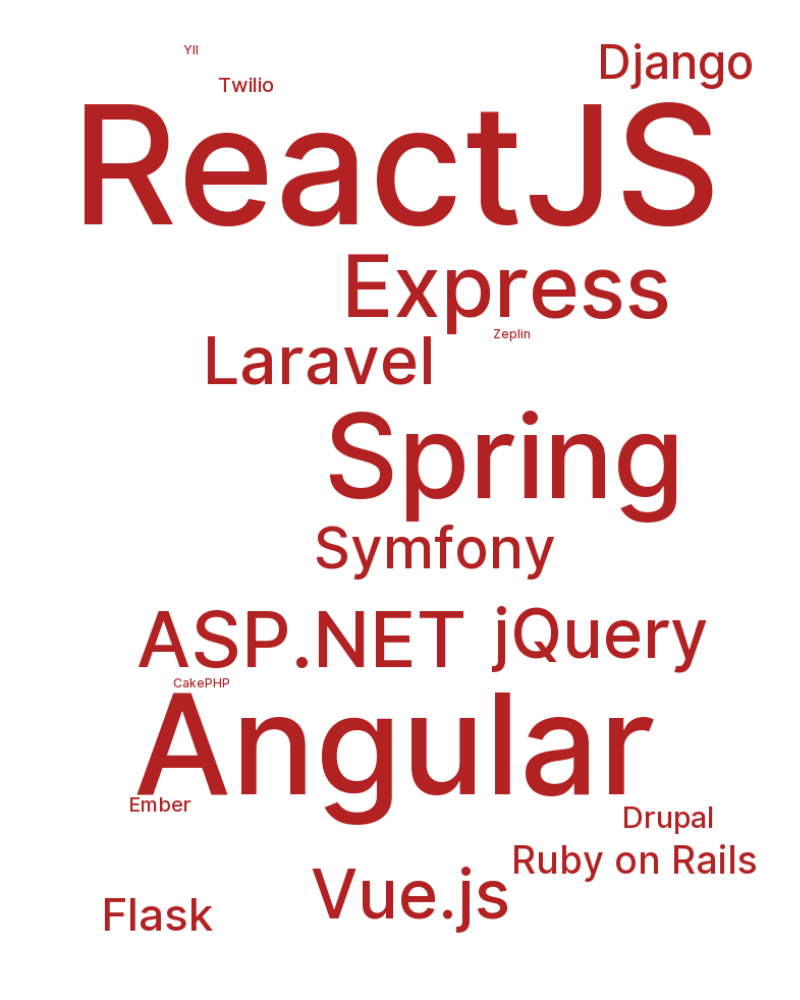 YII
Django
Twilio
ReactJS
Express
Zeplin
Laravel
Spring
Symfony
ASP.NET jQuery
CakePHP
Angular
Ember
Drupal
Ruby on Rails
Vue.js
Flask